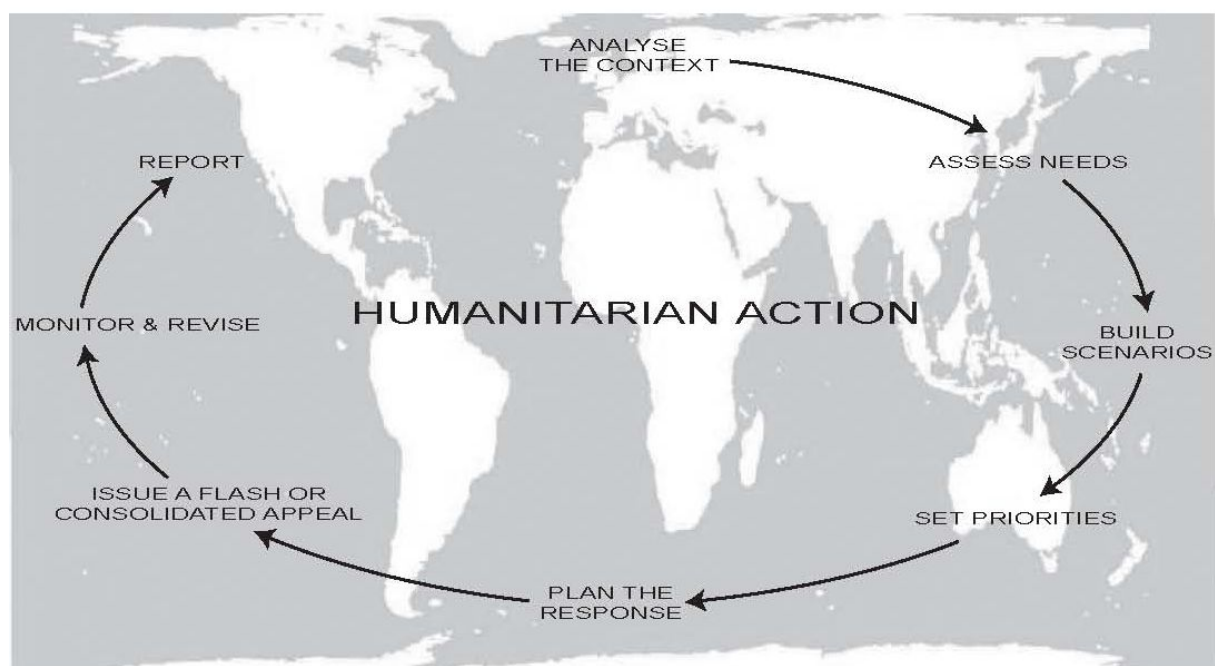 ANALYSE
THE CONTEXT
ASSESS NEEDS
BUILD
SCENARIOS
SET PRIORITIES
PLAN THE
RESPONSE
ISSUE A FLASH OR
CONSOLIDATED APPEAL
MONITOR & REVISE
REPORT
HUMANITARIAN ACTION